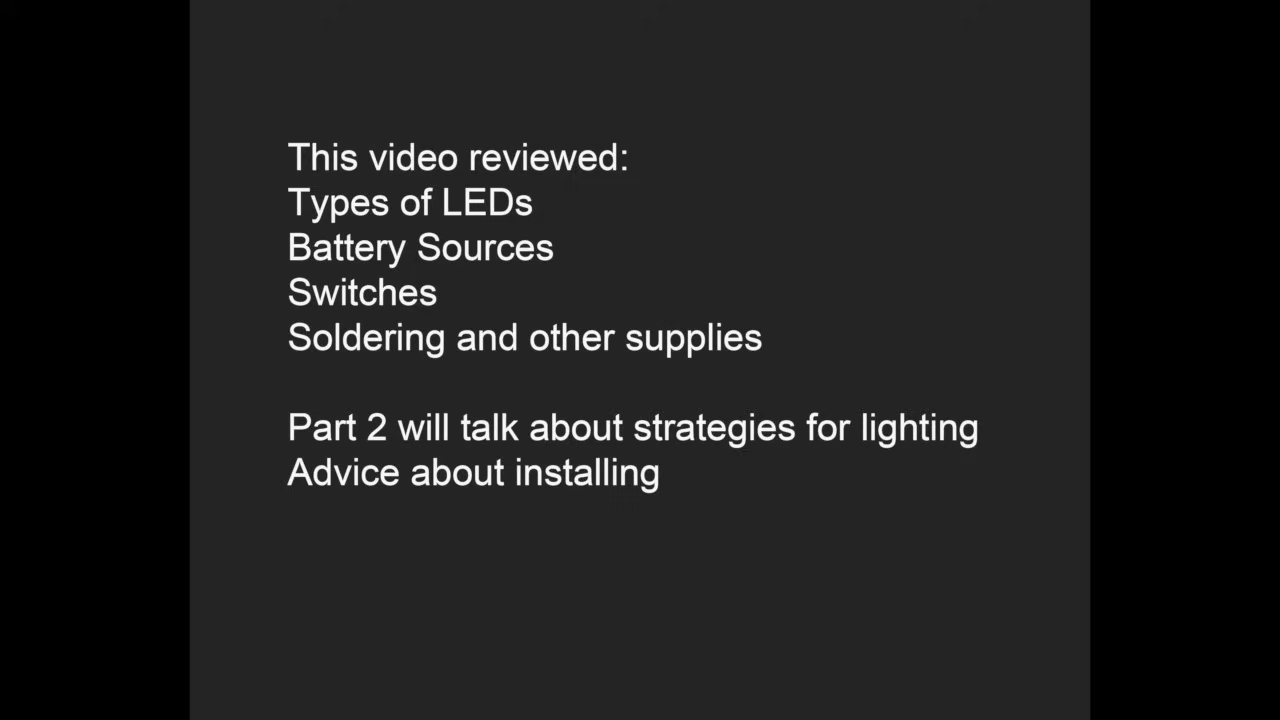 This video reviewed:
Types of LEDs
Battery Sources
Switches
Soldering and other supplies
Part 2 will talk about strategies for lighting
Advice about installing